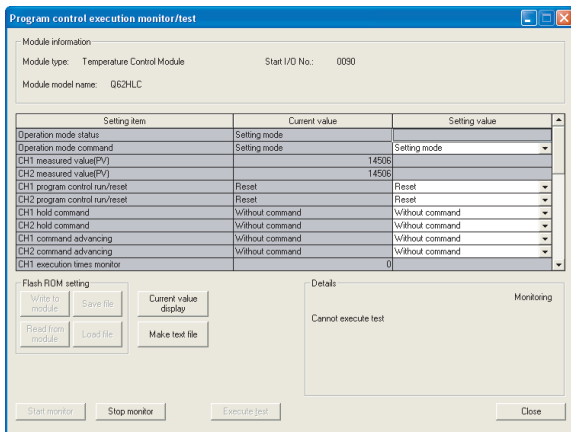 Program control execution monitor/test
Module information
Module type: Temperature Control Module Start I/O No.: 0090
Module model name: Q62HLC
Setting item Current value Setting value
Operation mode status Setting mode
Operation mode command Setting mode Setting mode
CH1 measured value(PV) 14506
CH2 measured value(PV) 14506
CH1 program control run/reset Reset Reset
CH2 program control run/reset Reset Reset
CH1 hold command Without command Without command
CH2 hold command Without command Without command
CH1 command advancing Without command Without command
CH2 command advancing Without command Without command
CH1 execution times monitor 0
Flash ROM setting
Write to
module
Save file
Read from
module
Load file
Current value
display
Make text file
Details
Monitoring
Cannot execute test
Start monitor Stop monitor Execute test Close